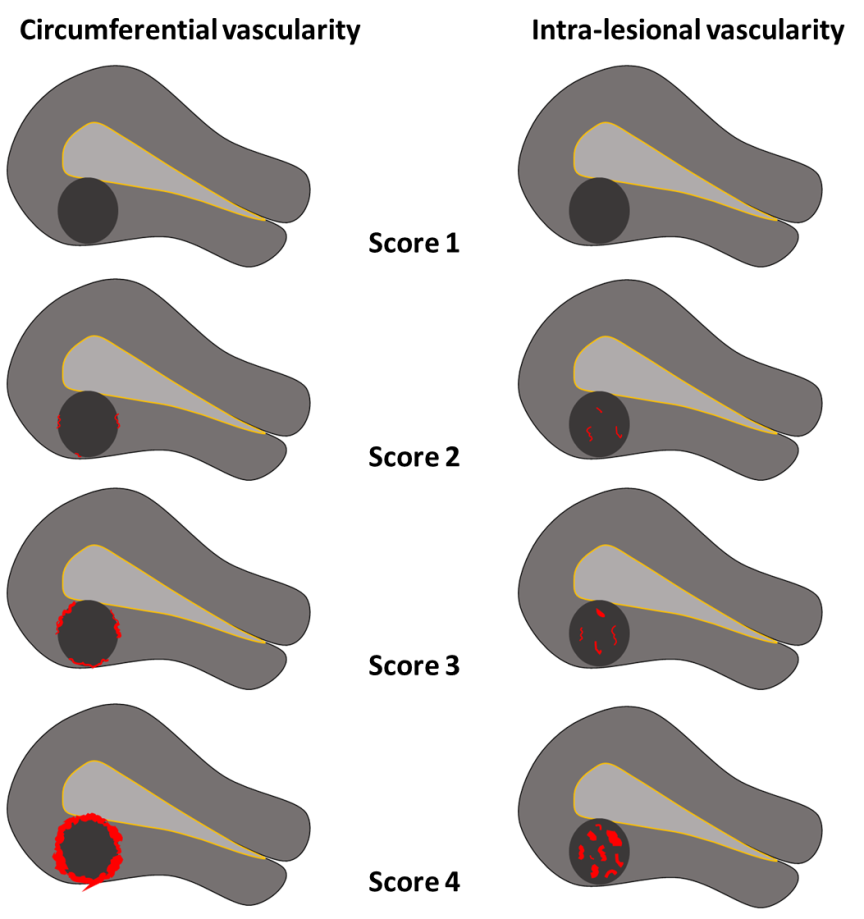 Circumferential vascularity
Intra-lesional vascularity
Score 1
Score 2
Score 3
Score 4